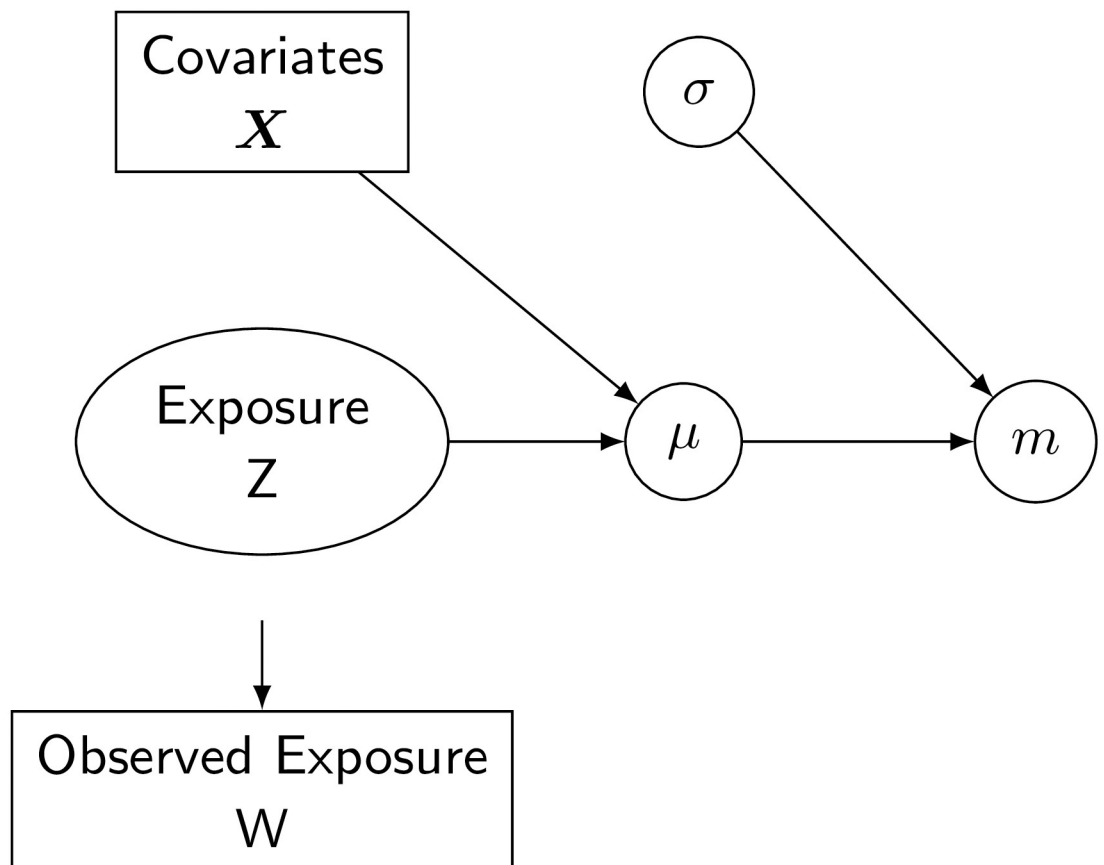 Covariates
X
σ
Exposure
Z
μ
m
Observed Exposure
W